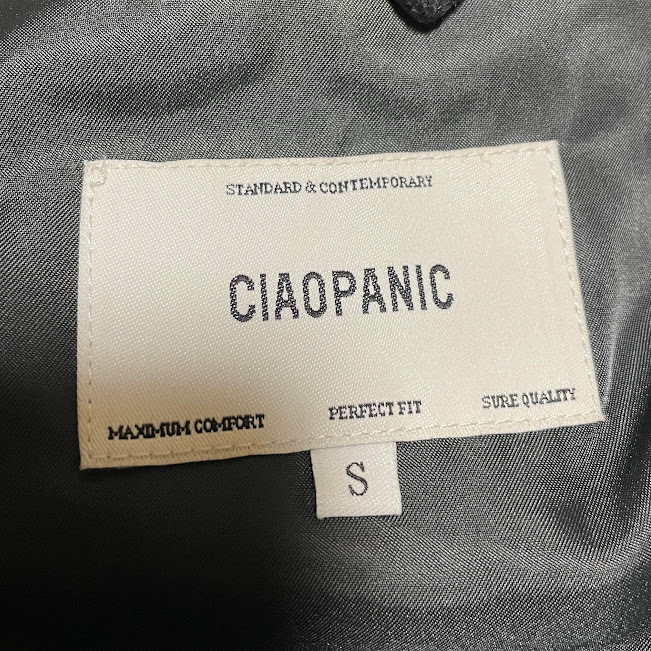 STANDARD & CONTEMPORARY
CIAOPANIC
MAXIMUM COMFORT
PERFECT FIT
SURE QUALITY
S